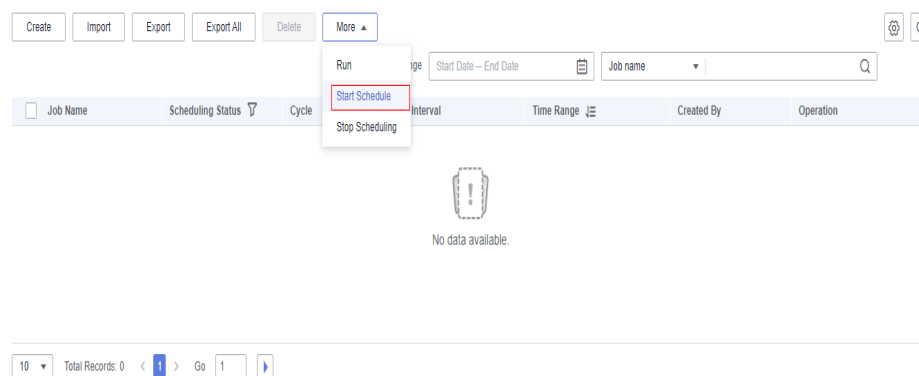 Create Import Export Export All Delete More
Run
Start Date – End Date Job name
Start Schedule
Job Name Scheduling Status Cycle Interval Time Range Created By Operation
Stop Scheduling
No data available.
10 Total Records: 0 < 1 > Go 1